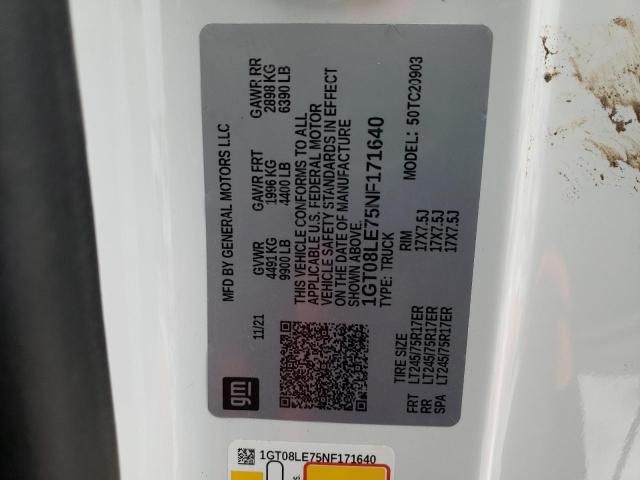 MFD BY GENERAL MOTORS LLC
gm
11/21
GVWR
4491 KG
9900 LB
GAWR FRT
1996 KG
4400 LB
GAWR RR
2898 KG
6390 LB
THIS VEHICLE CONFORMS TO ALL
APPLICABLE U.S. FEDERAL MOTOR
VEHICLE SAFETY STANDARDS IN EFFECT
ON THE DATE OF MANUFACTURE
SHOWN ABOVE.
1GT08LE75NF171640
TYPE: TRUCK
MODEL: 50TC20903
TIRE SIZE
RIM
FRT LT245/75R17ER 17X7.5J
RR LT245/75R17ER 17X7.5J
SPA LT245/75R17ER 17X7.5J
1GT08LE75NF171640